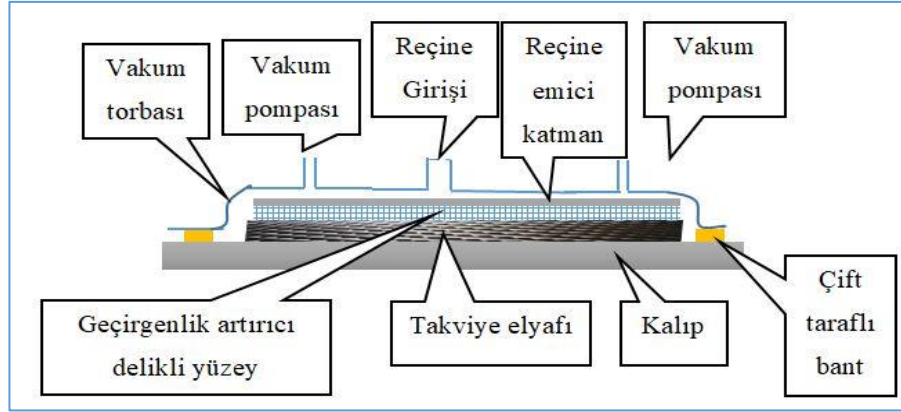 Vakum
torbası
Vakum
pompası
Reçine
Girişi
Reçine
emici
katman
Vakum
pompası
Geçirgenlik artırıcı
delikli yüzey
Takviye elyafı
Kalıp
Çift
taraflı
bant